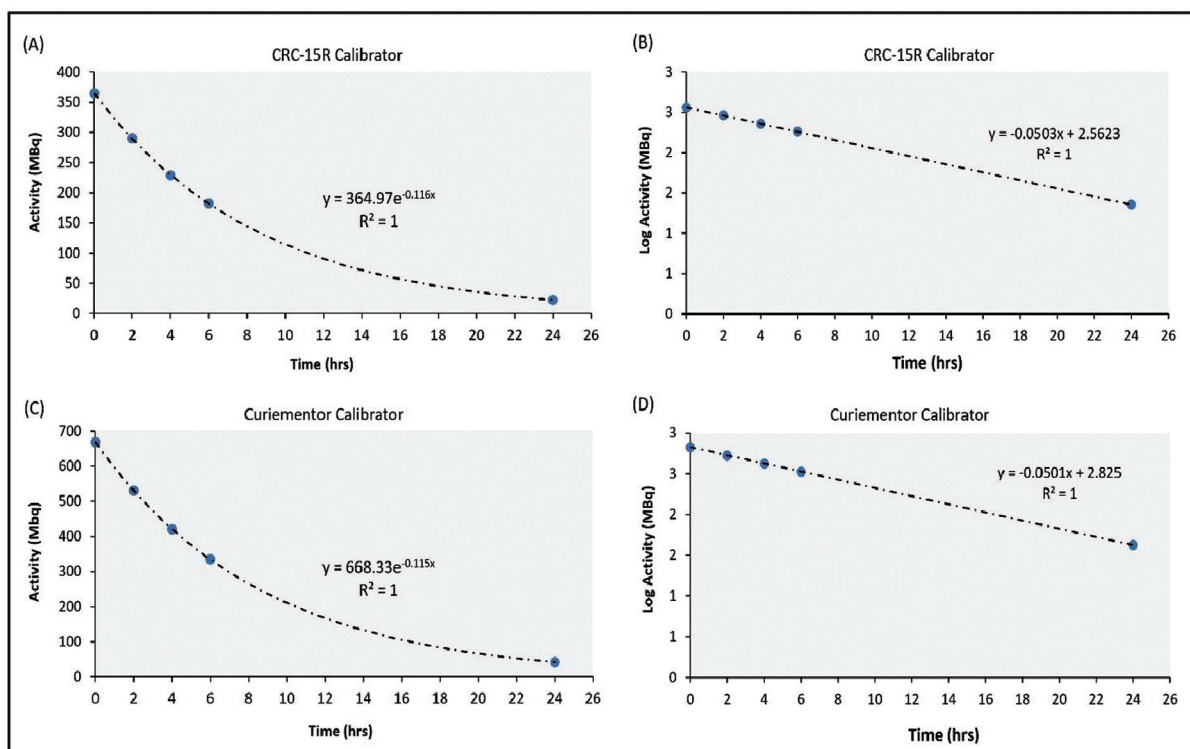 (A)
CRC-15R Calibrator
400
350
300
250
200
150
100
50
0
Activity (MBq)
y = 364.97e^-0.116x
R² = 1
0 2 4 6 8 10 12 14 16 18 20 22 24 26
Time (hrs)
(B)
CRC-15R Calibrator
3
3
2
2
1
1
0
Log Activity (MBq)
y = -0.0503x + 2.5623
R² = 1
0 2 4 6 8 10 12 14 16 18 20 22 24 26
Time (hrs)
(C)
Curiementor Calibrator
700
600
500
400
300
200
100
0
Activity (Mbq)
y = 668.33e^-0.115x
R² = 1
0 2 4 6 8 10 12 14 16 18 20 22 24 26
Time (hrs)
(D)
Curiementor Calibrator
3
3
2
2
1
1
0
Log Activity (MBq)
y = -0.0501x + 2.825
R² = 1
0 2 4 6 8 10 12 14 16 18 20 22 24 26
Time (hrs)